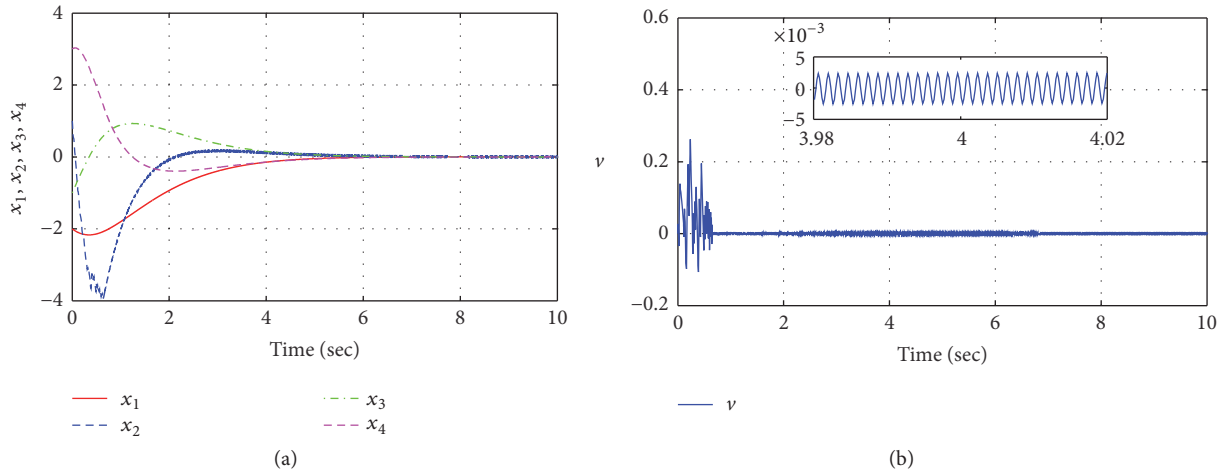 4
2
0
−2
−4
x1, x2, x3, x4
0 2 4 6 8 10
Time (sec)
x1
x2
x3
x4
(a)
0.6
0.4
0.2
0
−0.2
v
×10−3
5
0
−5
3.98 4 4.02
0 2 4 6 8 10
Time (sec)
v
(b)